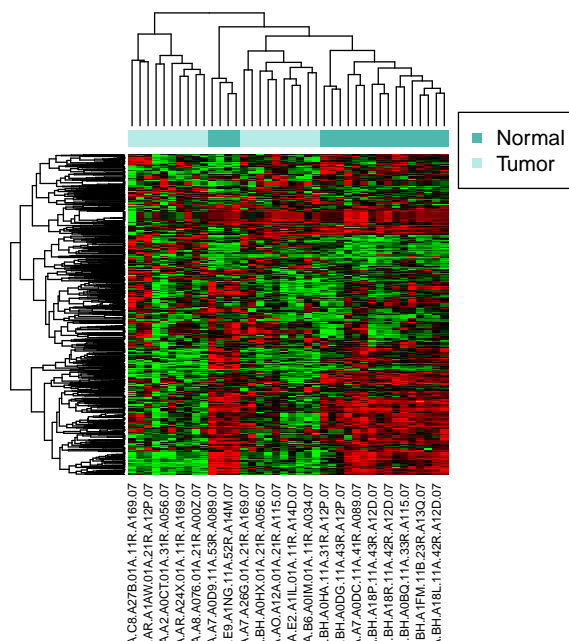 Normal
Tumor
A.C8.A27B.01A.11R.A169.07
AR.A1AW.01A.21R.A12P.07
A.A2.A0CT.01A.31R.A056.07
A.AR.A24X.01A.11R.A169.07
A.A8.A076.01A.21R.A00Z.07
A.A7.A0D9.11A.53R.A089.07
E9.A1NG.11A.52R.A14M.07
A.A7.A26G.01A.21R.A169.07
.BH.A0HX.01A.21R.A056.07
.AO.A12A.01A.21R.A115.07
A.E2.A1IL.01A.11R.A14D.07
A.B6.A0IM.01A.11R.A034.07
BH.A0HA.11A.31R.A12P.07
.BH.A0DG.11A.43R.A12P.07
.A7.A0DC.11A.41R.A089.07
BH.A18P.11A.43R.A12D.07
BH.A18R.11A.42R.A12D.07
BH.A0BQ.11A.33R.A115.07
BH.A1FM.11B.23R.A13Q.07
.BH.A18L.11A.42R.A12D.07